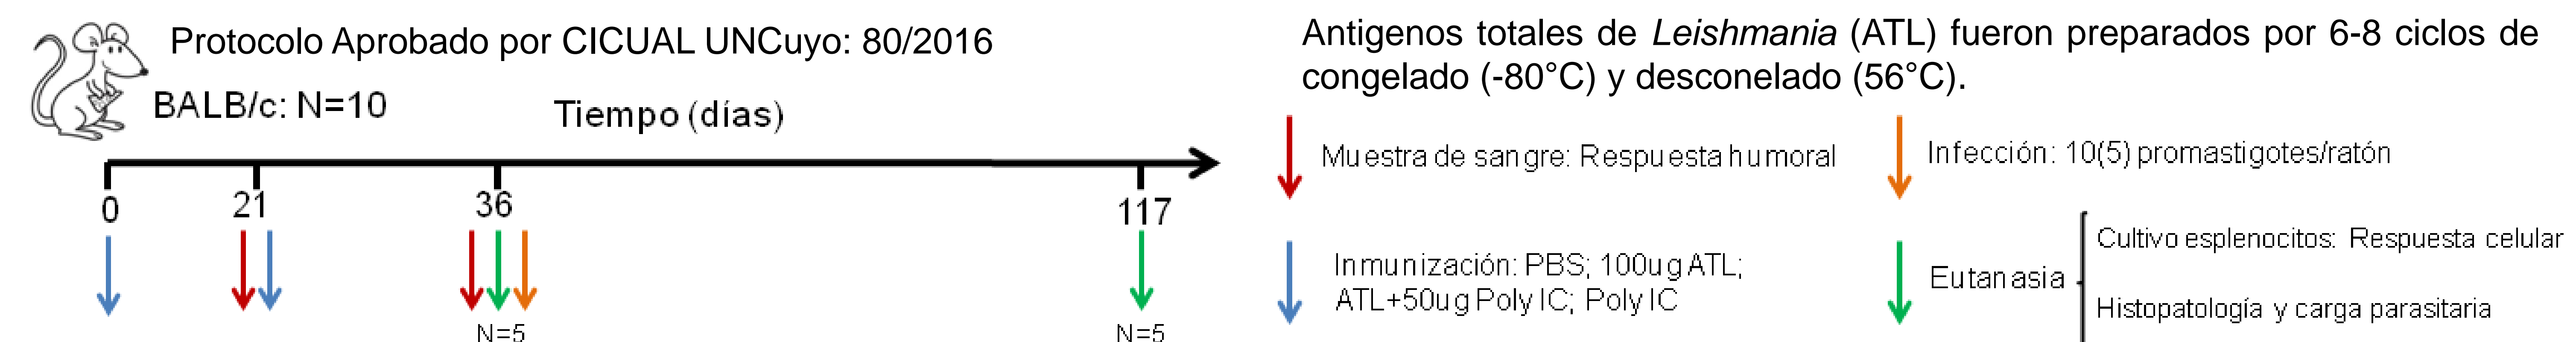 Protocolo Aprobado por CICUAL UNCuyo: 80/2016
BALB/c: N=10
Tiempo (días)
0
21
36
117
N=5
N=5
Antigenos totales de Leishmania (ATL) fueron preparados por 6-8 ciclos de
congelado (-80°C) y desconelado (56°C).
Muestra de sangre: Respuesta humoral
Infección: 10(5) promastigotes/ratón
Inmunización: PBS; 100ug ATL;
ATL+50ug Poly IC; Poly IC
Eutanasia
Cultivo esplenocitos: Respuesta celular
Histopatología y carga parasitaria